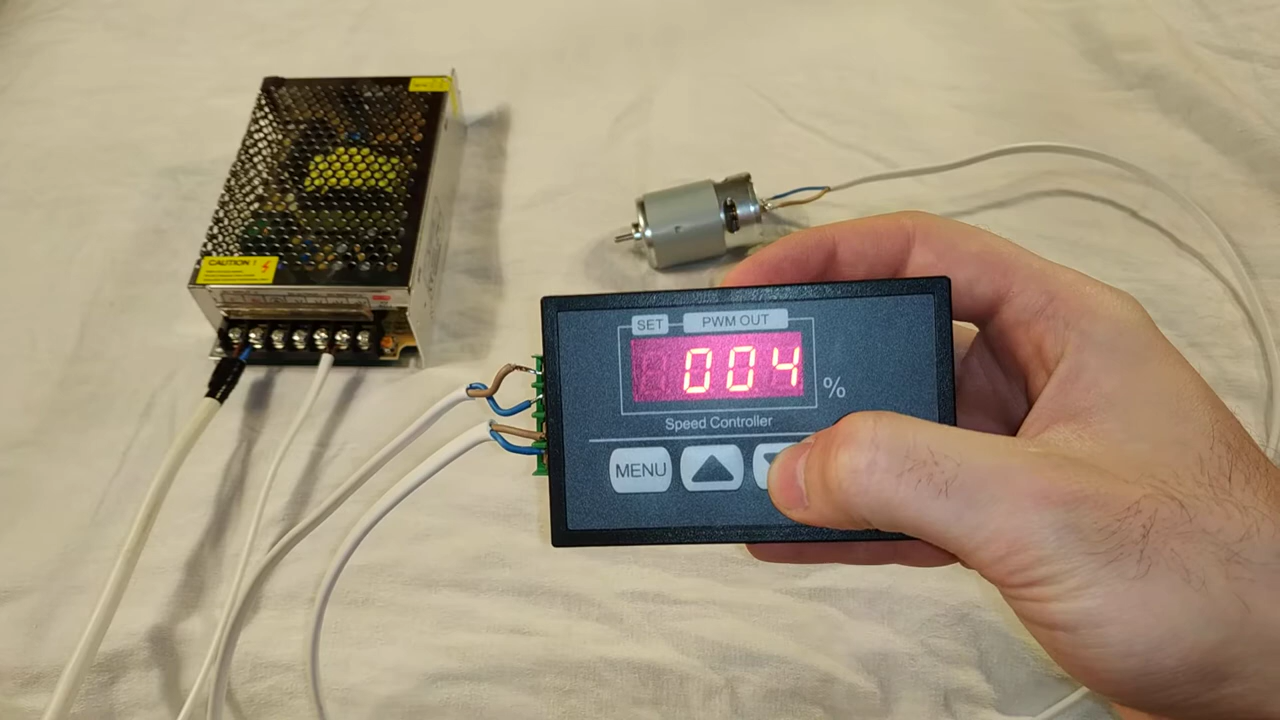 CAUTION !
SET PWM OUT
004
%
Speed Controller
MENU